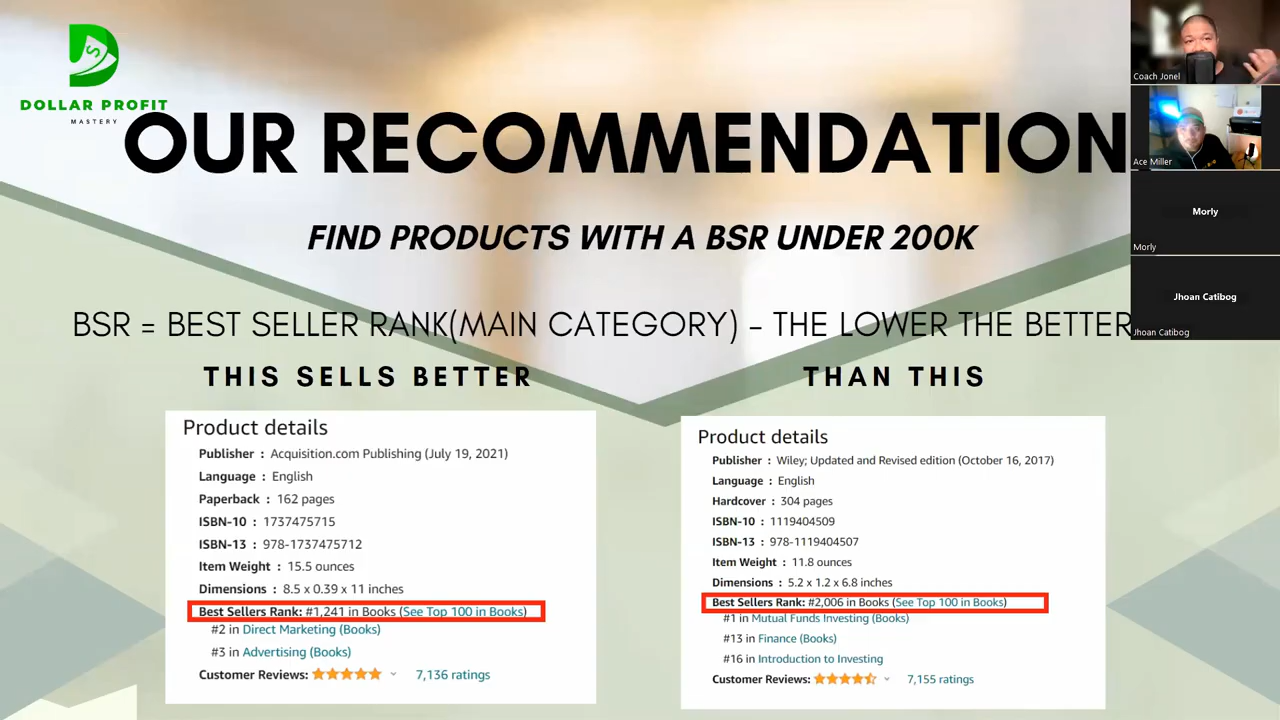 DOLLAR PROFIT
MASTERY
OUR RECOMMENDATION
FIND PRODUCTS WITH A BSR UNDER 200K
BSR = BEST SELLER RANK(MAIN CATEGORY) – THE LOWER THE BETTER
THIS SELLS BETTER
Product details
Publisher : Acquisition.com Publishing (July 19, 2021)
Language : English
Paperback : 162 pages
ISBN-10 : 1737475715
ISBN-13 : 978-1737475712
Item Weight : 15.5 ounces
Dimensions : 8.5 x 0.39 x 11 inches
Best Sellers Rank: #1,241 in Books (See Top 100 in Books)
#2 in Direct Marketing (Books)
#3 in Advertising (Books)
Customer Reviews: 7,136 ratings
THAN THIS
Product details
Publisher : Wiley; Updated and Revised edition (October 16, 2017)
Language : English
Hardcover : 304 pages
ISBN-10 : 1119404509
ISBN-13 : 978-1119404507
Item Weight : 11.8 ounces
Dimensions : 5.2 x 1.2 x 6.8 inches
Best Sellers Rank: #2,006 in Books (See Top 100 in Books)
#1 in Mutual Funds Investing (Books)
#13 in Finance (Books)
#16 in Introduction to Investing
Customer Reviews: 7,155 ratings
Coach Jonel
Ace Miller
Morly
Morly
Jhoan Catibog
Jhoan Catibog